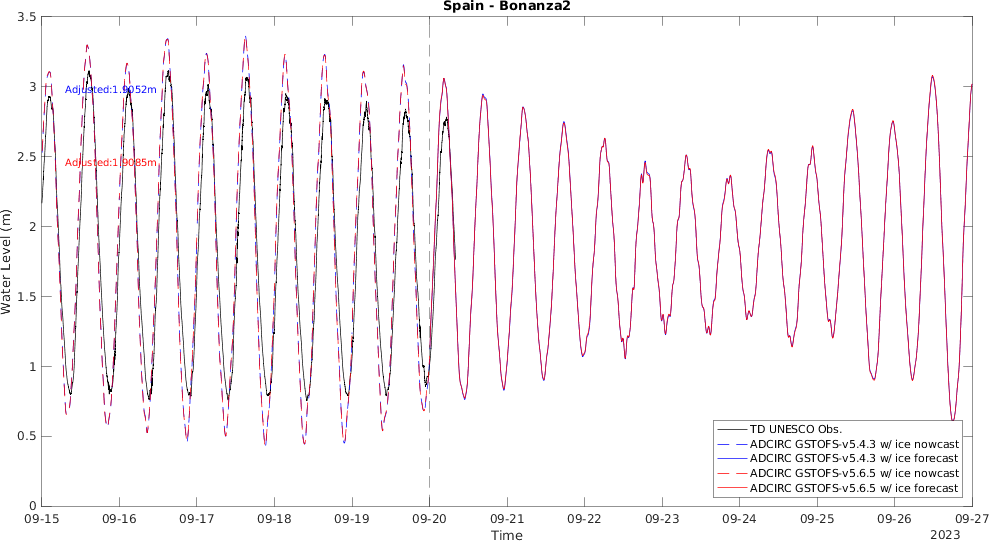 Spain - Bonanza2
3.5
3
2.5
2
1.5
1
0.5
0
Water Level (m)
Adjusted:1.9052m
Adjusted:1.9085m
TD UNESCO Obs.
ADCIRC GSTOFS-v5.4.3 w/ ice nowcast
ADCIRC GSTOFS-v5.4.3 w/ ice forecast
ADCIRC GSTOFS-v5.6.5 w/ ice nowcast
ADCIRC GSTOFS-v5.6.5 w/ ice forecast
09-15 09-16 09-17 09-18 09-19 09-20 09-21 09-22 09-23 09-24 09-25 09-26 09-27
Time
2023